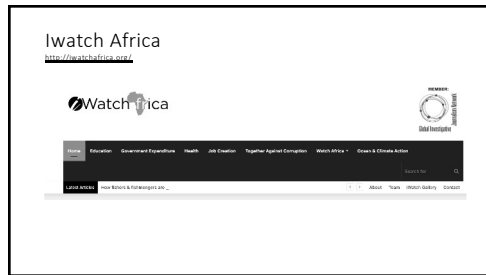 Iwatch Africa
http://iwatchafrica.org/
MEMBER:
Watch frica
Global Investigative
Journalism Network
Home Education Government Expenditure Health Job Creation Together Against Corruption Watch Africa Ocean & Climate Action
Search for
Latest Articles How fishers & fishmongers are _ About Team iWatch Gallery Contact